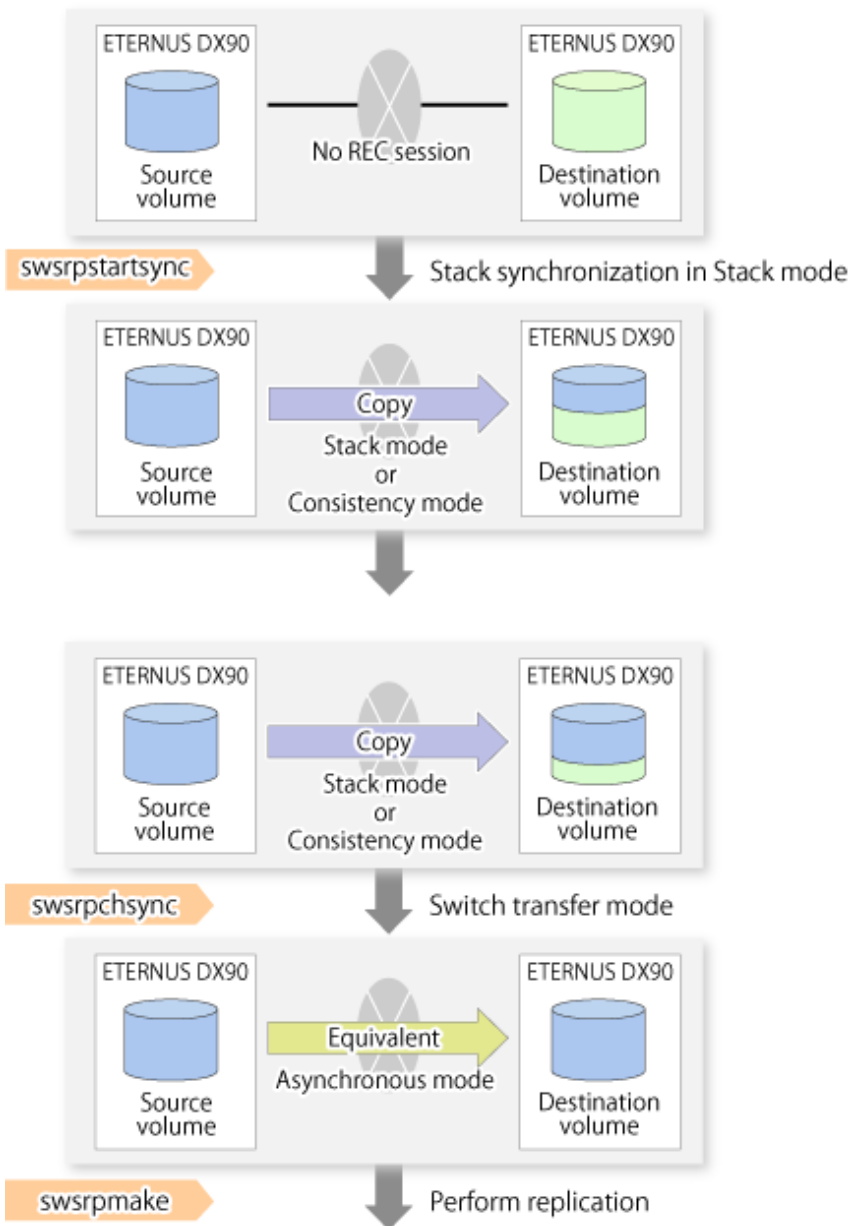 ETERNUS DX90
ETERNUS DX90
No REC session
Source
volume
Destination
volume
swsrpstartsync
Stack synchronization in Stack mode
ETERNUS DX90
ETERNUS DX90
Copy
Stack mode
or
Consistency mode
Source
volume
Destination
volume
ETERNUS DX90
ETERNUS DX90
Copy
Stack mode
or
Consistency mode
Source
volume
Destination
volume
swsrpchsync
Switch transfer mode
ETERNUS DX90
ETERNUS DX90
Equivalent
Asynchronous mode
Source
volume
Destination
volume
swsrpmake
Perform replication